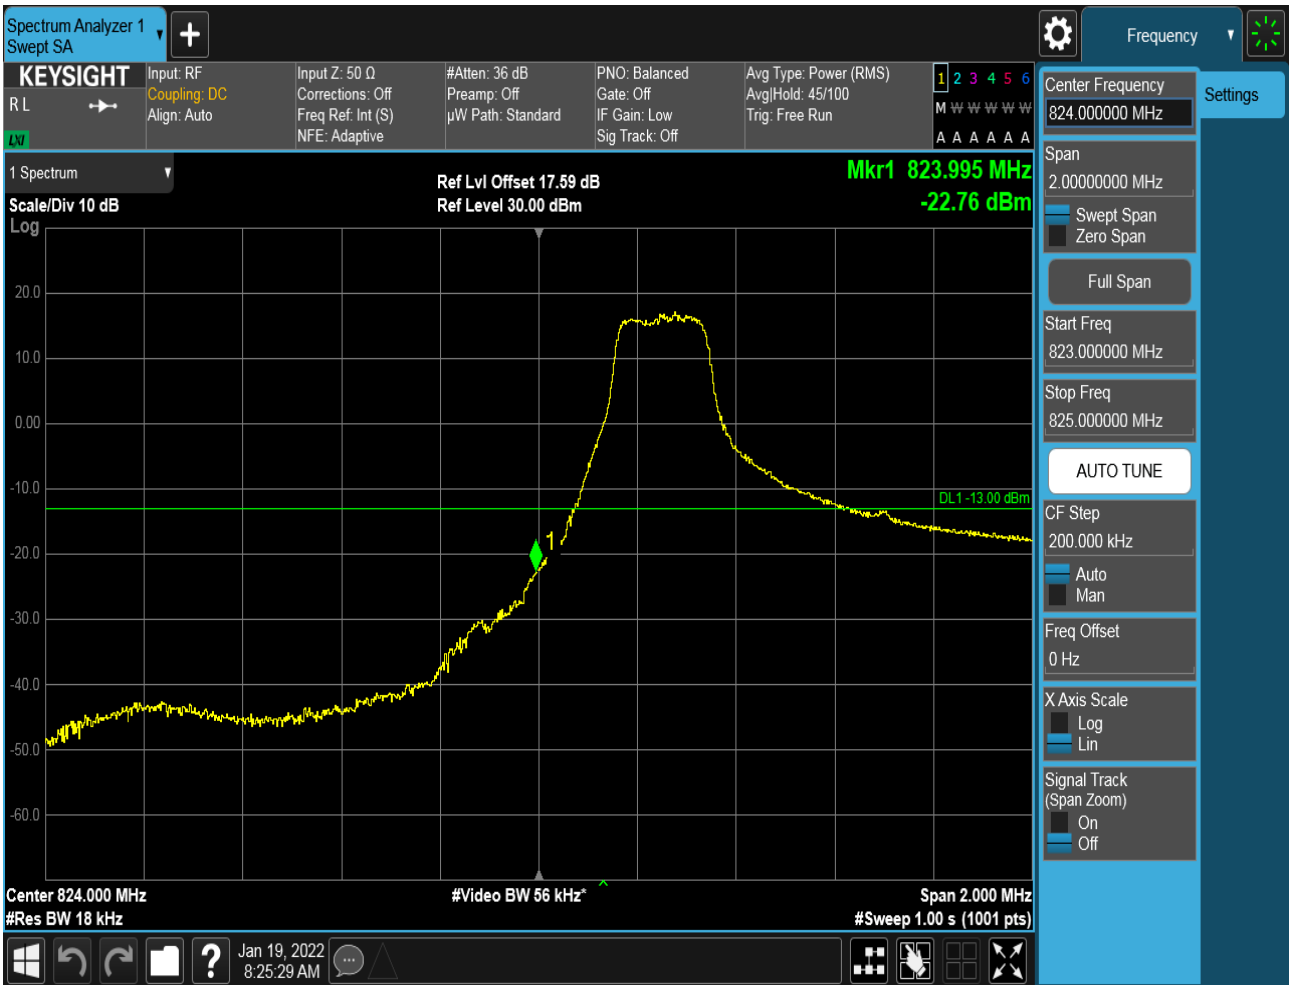 Spectrum Analyzer 1
Swept SA
Frequency
KEYSIGHT
R L
LXI
Input: RF
Coupling: DC
Align: Auto
Input Z: 50 Ω
Corrections: Off
Freq Ref: Int (S)
NFE: Adaptive
#Atten: 36 dB
Preamp: Off
µW Path: Standard
PNO: Balanced
Gate: Off
IF Gain: Low
Sig Track: Off
Avg Type: Power (RMS)
Avg|Hold: 45/100
Trig: Free Run
1 2 3 4 5 6
M W W W W W
A A A A A A
1 Spectrum
Scale/Div 10 dB
Log
Ref Lvl Offset 17.59 dB
Ref Level 30.00 dBm
Mkr1 823.995 MHz
-22.76 dBm
20.0
10.0
0.00
-10.0
-20.0
-30.0
-40.0
-50.0
-60.0
DL1 -13.00 dBm
1
Center 824.000 MHz
#Res BW 18 kHz
#Video BW 56 kHz*
Span 2.000 MHz
#Sweep 1.00 s (1001 pts)
?
Jan 19, 2022
8:25:29 AM
Center Frequency
824.000000 MHz
Settings
Span
2.00000000 MHz
Swept Span
Zero Span
Full Span
Start Freq
823.000000 MHz
Stop Freq
825.000000 MHz
AUTO TUNE
CF Step
200.000 kHz
Auto
Man
Freq Offset
0 Hz
X Axis Scale
Log
Lin
Signal Track
(Span Zoom)
On
Off